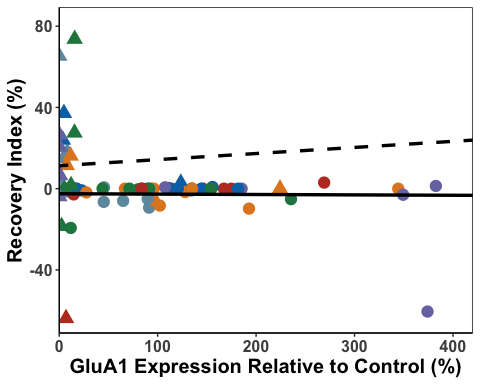 Recovery Index (%)
80
40
0
-40
0 100 200 300 400
GluA1 Expression Relative to Control (%)